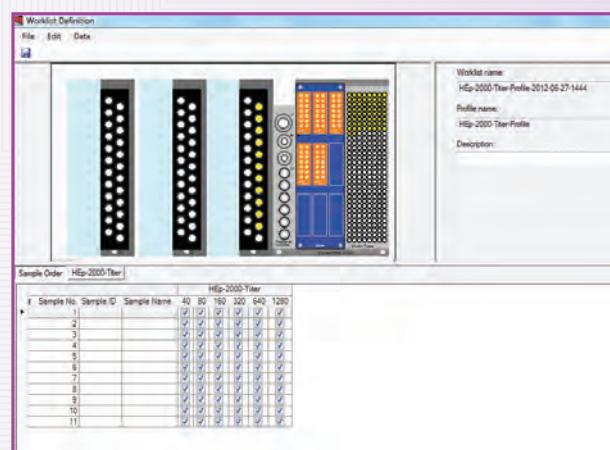 Worklist Definition
File Edit Data
Worklist name:
HEp-2000-Titer-Profile-2012-06-27-1444
Profile name:
HEp-2000-Titer-Profile
Description:
Sample Order HEp-2000-Titer
HEp-2000-Titer
Sample No. Sample ID Sample Name 40 80 160 320 640 1280
1
2
3
4
5
6
7
8
9
10
11